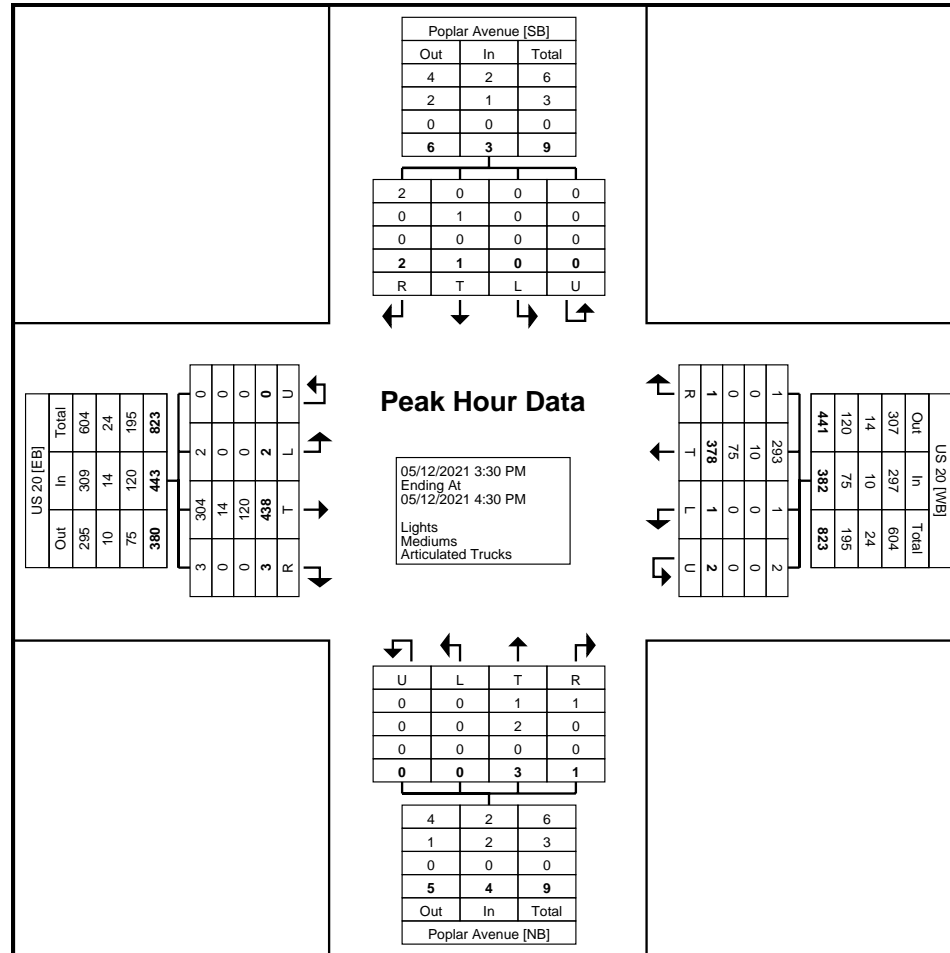 Poplar Avenue [SB]
Out In Total
4 2 6
2 1 3
0 0 0
6 3 9
2 0 0 0
0 1 0 0
0 0 0 0
2 1 0 0
R T L U
US 20 [EB]
Total In Out
604 309 295
24 14 10
195 120 75
823 443 380
0 2 304 3
0 0 14 0
0 0 120 0
0 2 438 3
U L T R
Peak Hour Data
05/12/2021 3:30 PM
Ending At
05/12/2021 4:30 PM
Lights
Mediums
Articulated Trucks
R T L U
1 378 1 2
0 75 0 0
0 10 0 0
1 293 1 2
US 20 [WB]
Out In Total
307 297 604
14 10 24
120 75 195
441 382 823
U L T R
0 0 1 1
0 0 2 0
0 0 0 0
0 0 3 1
4 2 6
1 2 3
0 0 0
5 4 9
Out In Total
Poplar Avenue [NB]